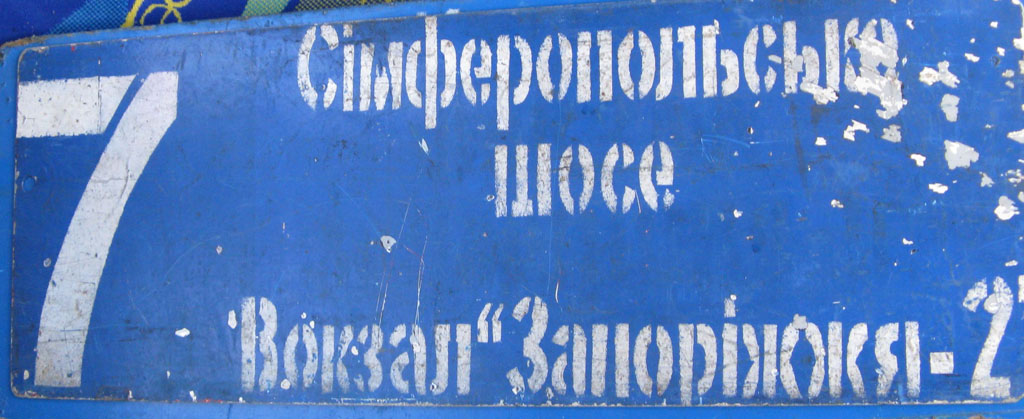 7
Сімферопольське
шосе
Вокзал “Запоріжжя-2